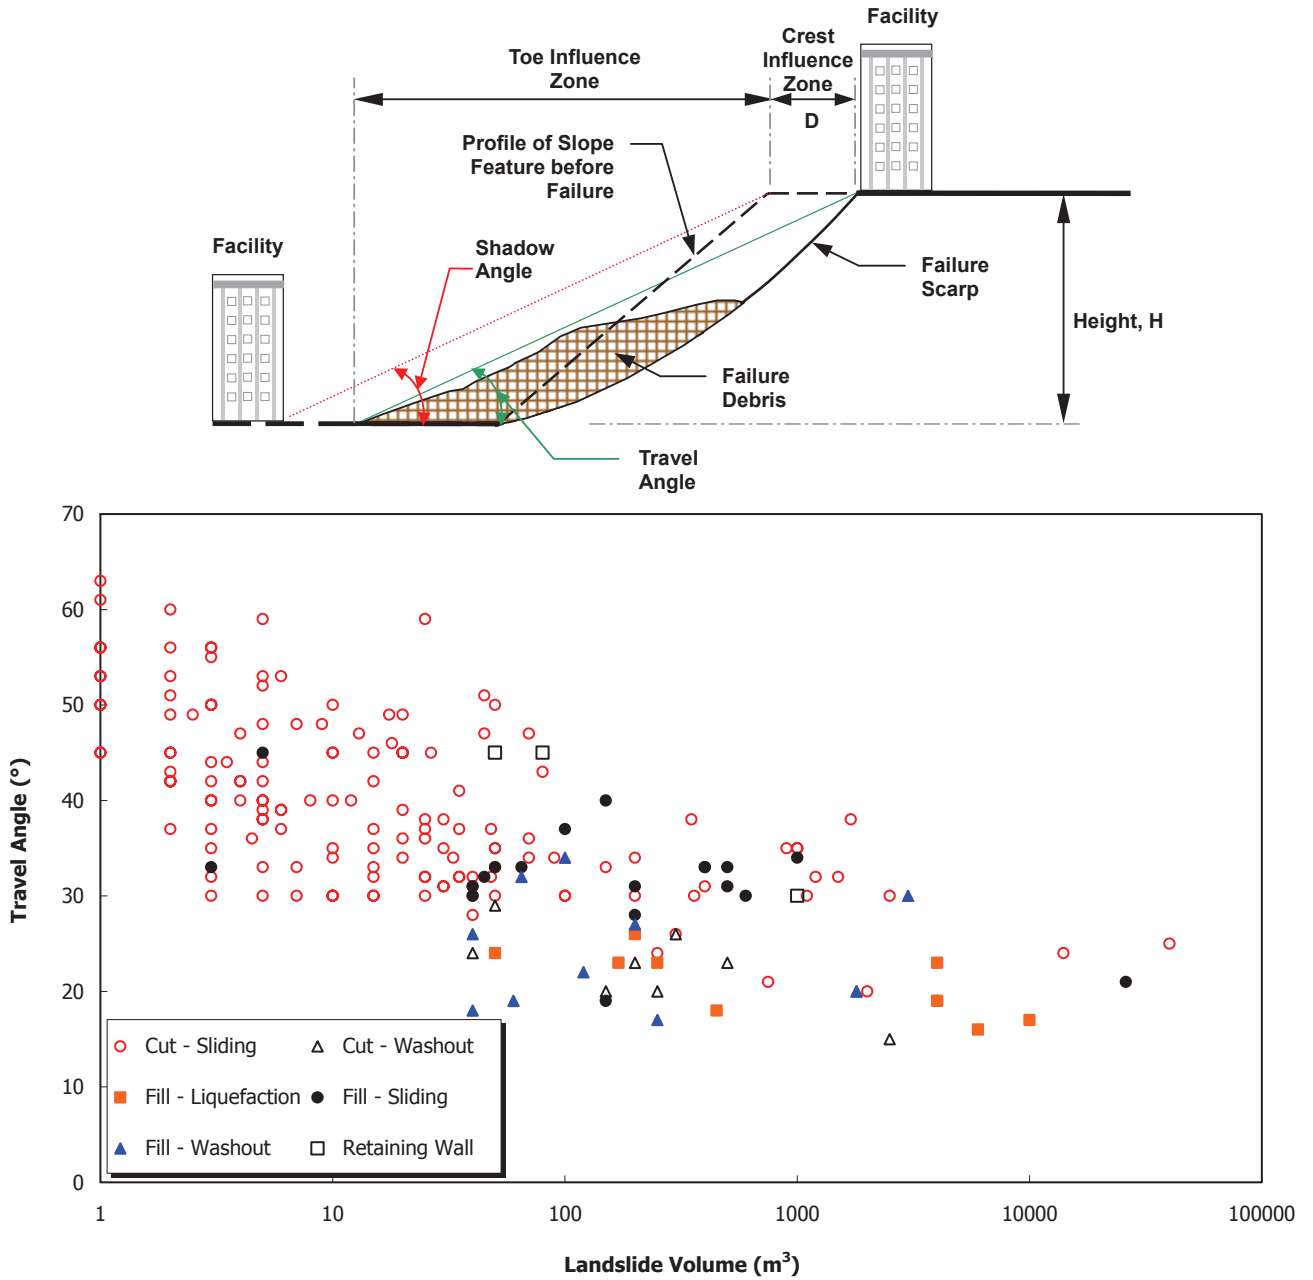 Facility
Crest
Influence
Zone
Toe Influence
Zone
D
Profile of Slope
Feature before
Failure
Facility
Shadow
Angle
Failure
Scarp
Height, H
Failure
Debris
Travel
Angle
70
60
50
40
30
20
10
0
Travel Angle (°)
Cut - Sliding
Cut - Washout
Fill - Liquefaction
Fill - Sliding
Fill - Washout
Retaining Wall
1
10
100
1000
10000
100000
Landslide Volume (m³)